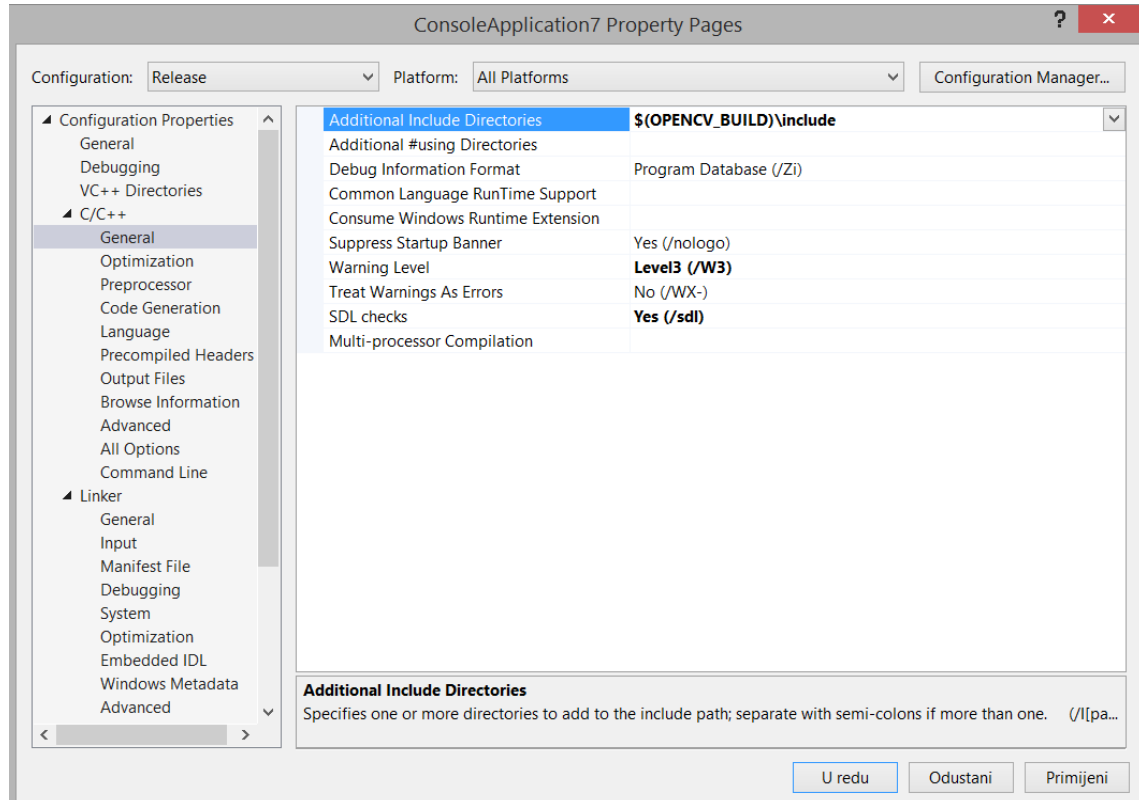 ConsoleApplication7 Property Pages
?
×
Configuration: Release Platform: All Platforms Configuration Manager...
Configuration Properties
General
Debugging
VC++ Directories
C/C++
General
Optimization
Preprocessor
Code Generation
Language
Precompiled Headers
Output Files
Browse Information
Advanced
All Options
Command Line
Linker
General
Input
Manifest File
Debugging
System
Optimization
Embedded IDL
Windows Metadata
Advanced
Additional Include Directories $(OPENCV_BUILD)\include
Additional #using Directories
Debug Information Format Program Database (/Zi)
Common Language RunTime Support
Consume Windows Runtime Extension
Suppress Startup Banner Yes (/nologo)
Warning Level Level3 (/W3)
Treat Warnings As Errors No (/WX-)
SDL checks Yes (/sdl)
Multi-processor Compilation
Additional Include Directories
Specifies one or more directories to add to the include path; separate with semi-colons if more than one. (/I[pa...
U redu Odustani Primijeni